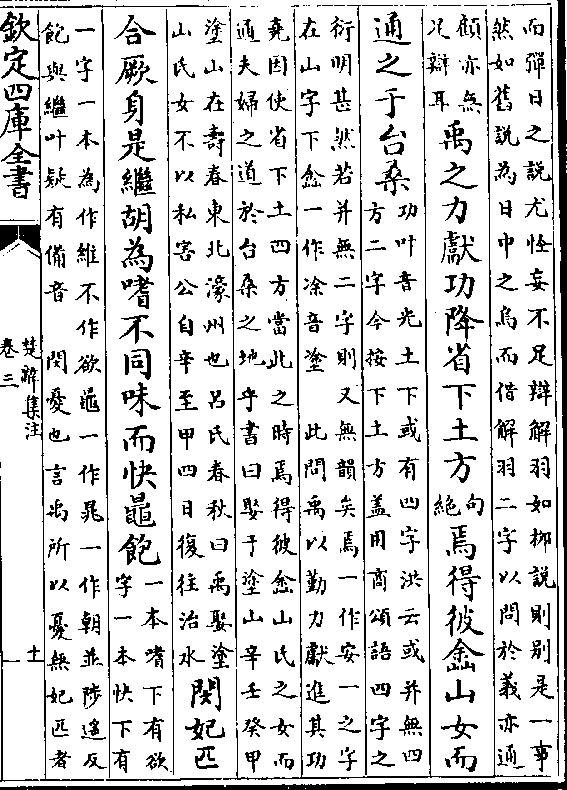 而彈日之說尤怪妄不足辯解羽如柳說則别是一事
然如舊說為日中之烏而借解羽二字以問於義亦通
顧亦無
足辯耳
禹之力獻功降省下土方
句
絶
焉得彼嵞山女而
通之于台桑
功叶音光土下或有四字洪云或并無四
方二字今按下土方蓋用商頌語四字之
衍明甚然若并無二字則又無韻矣焉一作安一之字
在山字下嵞一作凃音塗 此問禹以勤力獻進其功
堯因使省下土四方當此之時焉得彼嵞山氏之女而
通夫婦之道於台桑之地乎書曰娶于塗山辛壬癸甲
塗山在壽春東北濠州也呂氏春秋曰禹娶塗
山氏女不以私害公自辛至甲四日復往治水
閔妃匹
合厥身是繼胡為嗜不同味而快鼂飽
一本嗜下有欲
字一本快下有
一字一本為作維不作欲鼂一作晁一作朝並陟遥反
飽與繼叶疑有備音 閔憂也言禹所以憂無妃匹者
欽定四庫全書
楚辭集注
卷三
十一